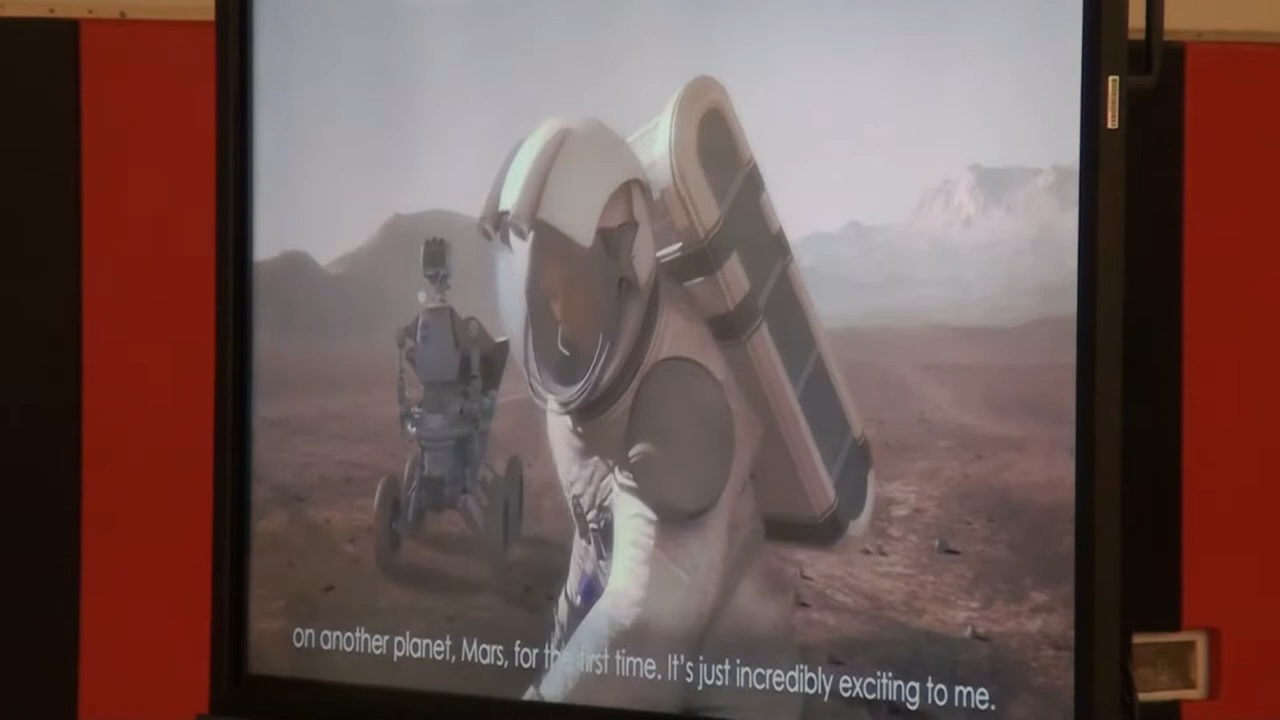 on another planet, Mars, for the first time. It's just incredibly exciting to me.